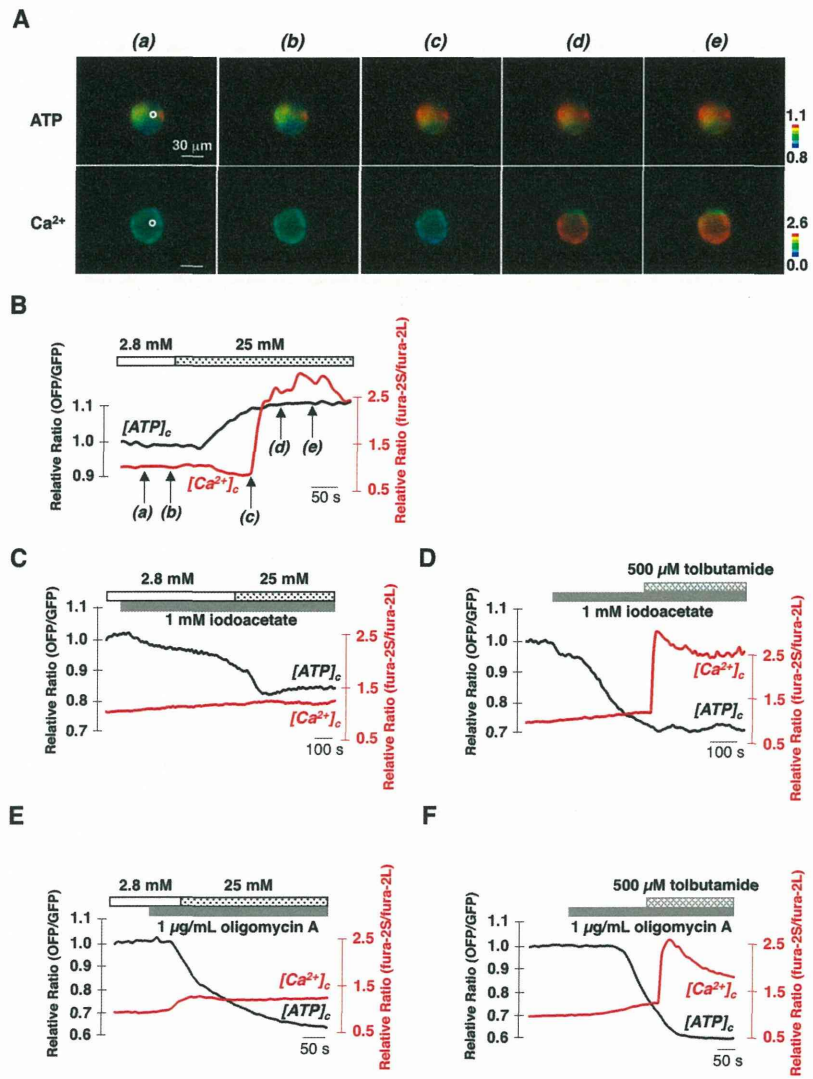 A
(a) (b) (c) (d) (e)
ATP
30 μm
1.1
0.8
Ca²⁺
2.6
0.0
B
2.8 mM 25 mM
Relative Ratio (OFP/GFP)
1.1
1.0
0.9
[ATP]c
[Ca²⁺]c
(a) (b) (c) (d) (e)
50 s
2.5
1.5
0.5
Relative Ratio (fura-2S/fura-2L)
C
2.8 mM 25 mM
1 mM iodoacetate
Relative Ratio (OFP/GFP)
1.1
1.0
0.9
0.8
0.7
[ATP]c
[Ca²⁺]c
100 s
2.5
1.5
0.5
Relative Ratio (fura-2S/fura-2L)
D
500 μM tolbutamide
1 mM iodoacetate
Relative Ratio (OFP/GFP)
1.1
1.0
0.9
0.8
0.7
[Ca²⁺]c
[ATP]c
100 s
2.5
1.5
0.5
Relative Ratio (fura-2S/fura-2L)
E
2.8 mM 25 mM
1 μg/mL oligomycin A
Relative Ratio (OFP/GFP)
1.1
1.0
0.9
0.8
0.7
0.6
[Ca²⁺]c
[ATP]c
50 s
2.5
1.5
0.5
Relative Ratio (fura-2S/fura-2L)
F
500 μM tolbutamide
1 μg/mL oligomycin A
Relative Ratio (OFP/GFP)
1.1
1.0
0.9
0.8
0.7
0.6
[Ca²⁺]c
[ATP]c
50 s
2.5
1.5
0.5
Relative Ratio (fura-2S/fura-2L)